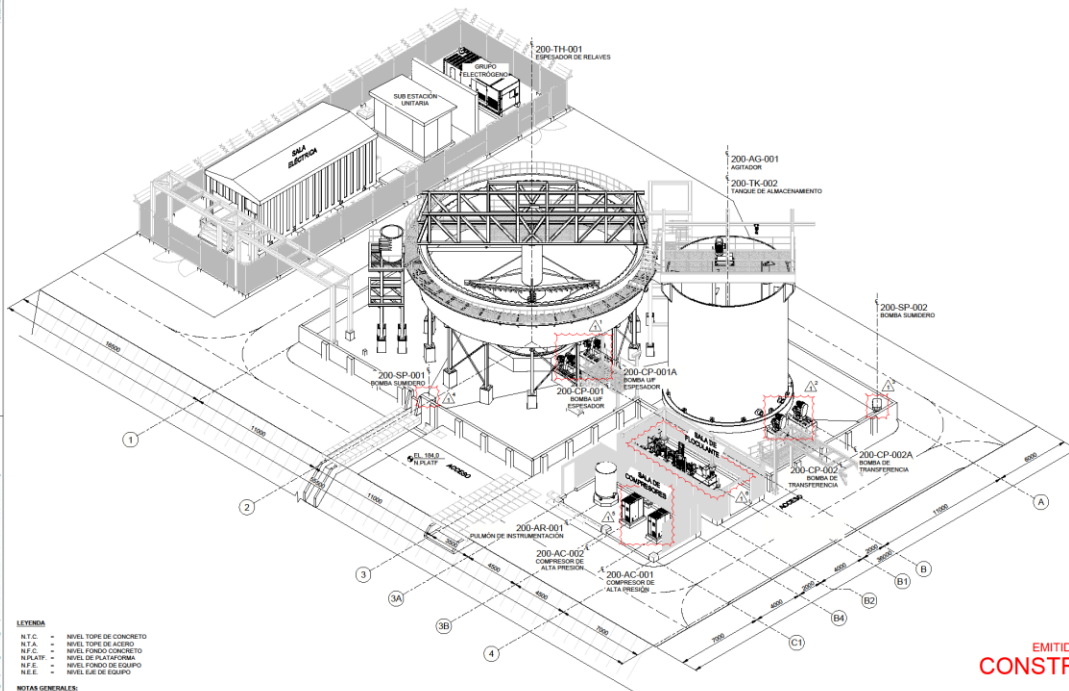 200-TH-001
ESPESADOR DE RELAVES
GRUPO
ELECTRÓGENO
SUB ESTACIÓN
UNITARIA
SALA
ELÉCTRICA
200-AG-001
AGITADOR
200-TK-002
TANQUE DE ALMACENAMIENTO
200-SP-002
BOMBA SUMIDERO
200-SP-001
BOMBA SUMIDERO
200-CP-001A
BOMBA U/F
ESPESADOR
200-CP-001
BOMBA U/F
ESPESADOR
200-CP-002A
BOMBA DE
TRANSFERENCIA
200-CP-002
BOMBA DE
TRANSFERENCIA
SALA DE
FLOCULANTE
SALA DE
COMPRESORES
200-AR-001
PULMÓN DE INSTRUMENTACIÓN
200-AC-002
COMPRESOR DE
ALTA PRESIÓN
200-AC-001
COMPRESOR DE
ALTA PRESIÓN
EL. 184,0
N.PLATF
ACCESO
ACCESO
16500
11000
11000
4500
4500
7000
7000
4000
2000
4000
2000
11000
6000
1
2
3
3A
3B
4
A
B
B1
B2
B4
C1
LEYENDA
N.T.C. = NIVEL TOPE DE CONCRETO
N.T.A. = NIVEL TOPE DE ACERO
N.F.C. = NIVEL FONDO CONCRETO
N.PLATF. = NIVEL DE PLATAFORMA
N.F.E. = NIVEL FONDO DE EQUIPO
N.E.E. = NIVEL EJE DE EQUIPO
NOTAS GENERALES:
EMITID
CONSTR